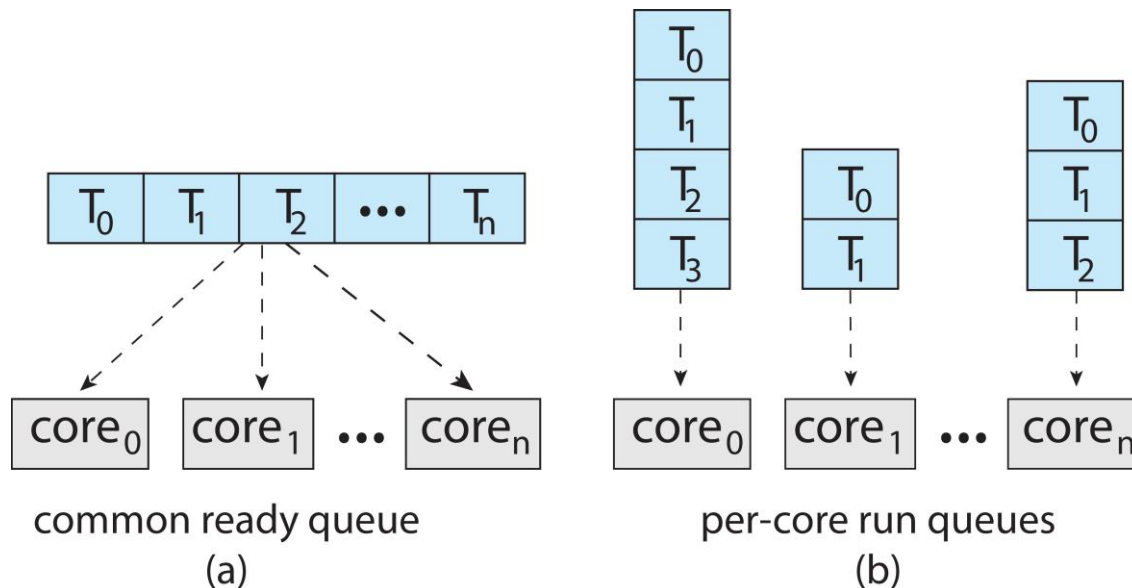 T₀ T₁ T₂ ••• Tₙ
core₀ core₁ ••• coreₙ
common ready queue
(a)
T₀
T₁
T₂
T₃
T₀
T₁
T₀
T₁
T₂
core₀ core₁ ••• coreₙ
per-core run queues
(b)